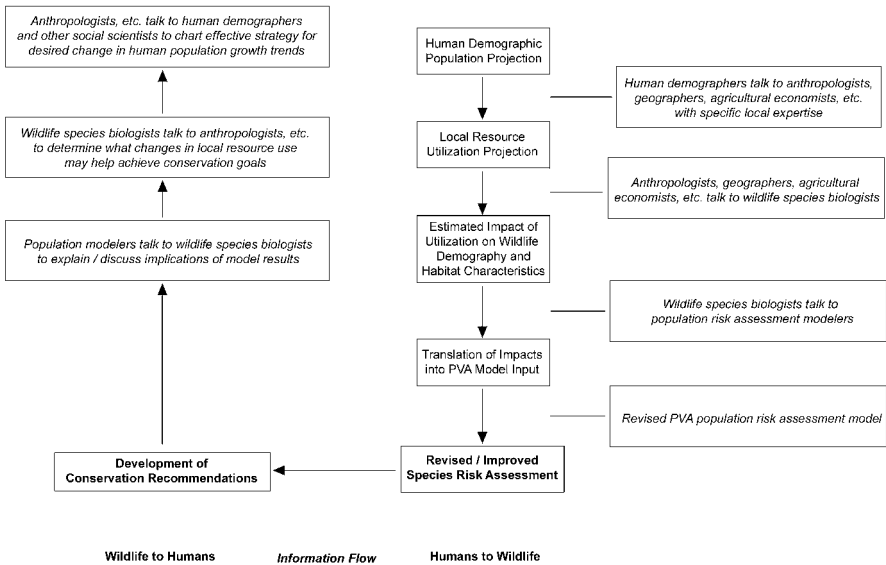 Anthropologists, etc. talk to human demographers
and other social scientists to chart effective strategy for
desired change in human population growth trends
Wildlife species biologists talk to anthropologists, etc.
to determine what changes in local resource use
may help achieve conservation goals
Population modelers talk to wildlife species biologists
to explain / discuss implications of model results
Development of
Conservation Recommendations
Human Demographic
Population Projection
Local Resource
Utilization Projection
Estimated Impact of
Utilization on Wildlife
Demography and
Habitat Characteristics
Translation of Impacts
into PVA Model Input
Revised / Improved
Species Risk Assessment
Human demographers talk to anthropologists,
geographers, agricultural economists, etc.
with specific local expertise
Anthropologists, geographers, agricultural
economists, etc. talk to wildlife species biologists
Wildlife species biologists talk to
population risk assessment modelers
Revised PVA population risk assessment model
Wildlife to Humans
Information Flow
Humans to Wildlife